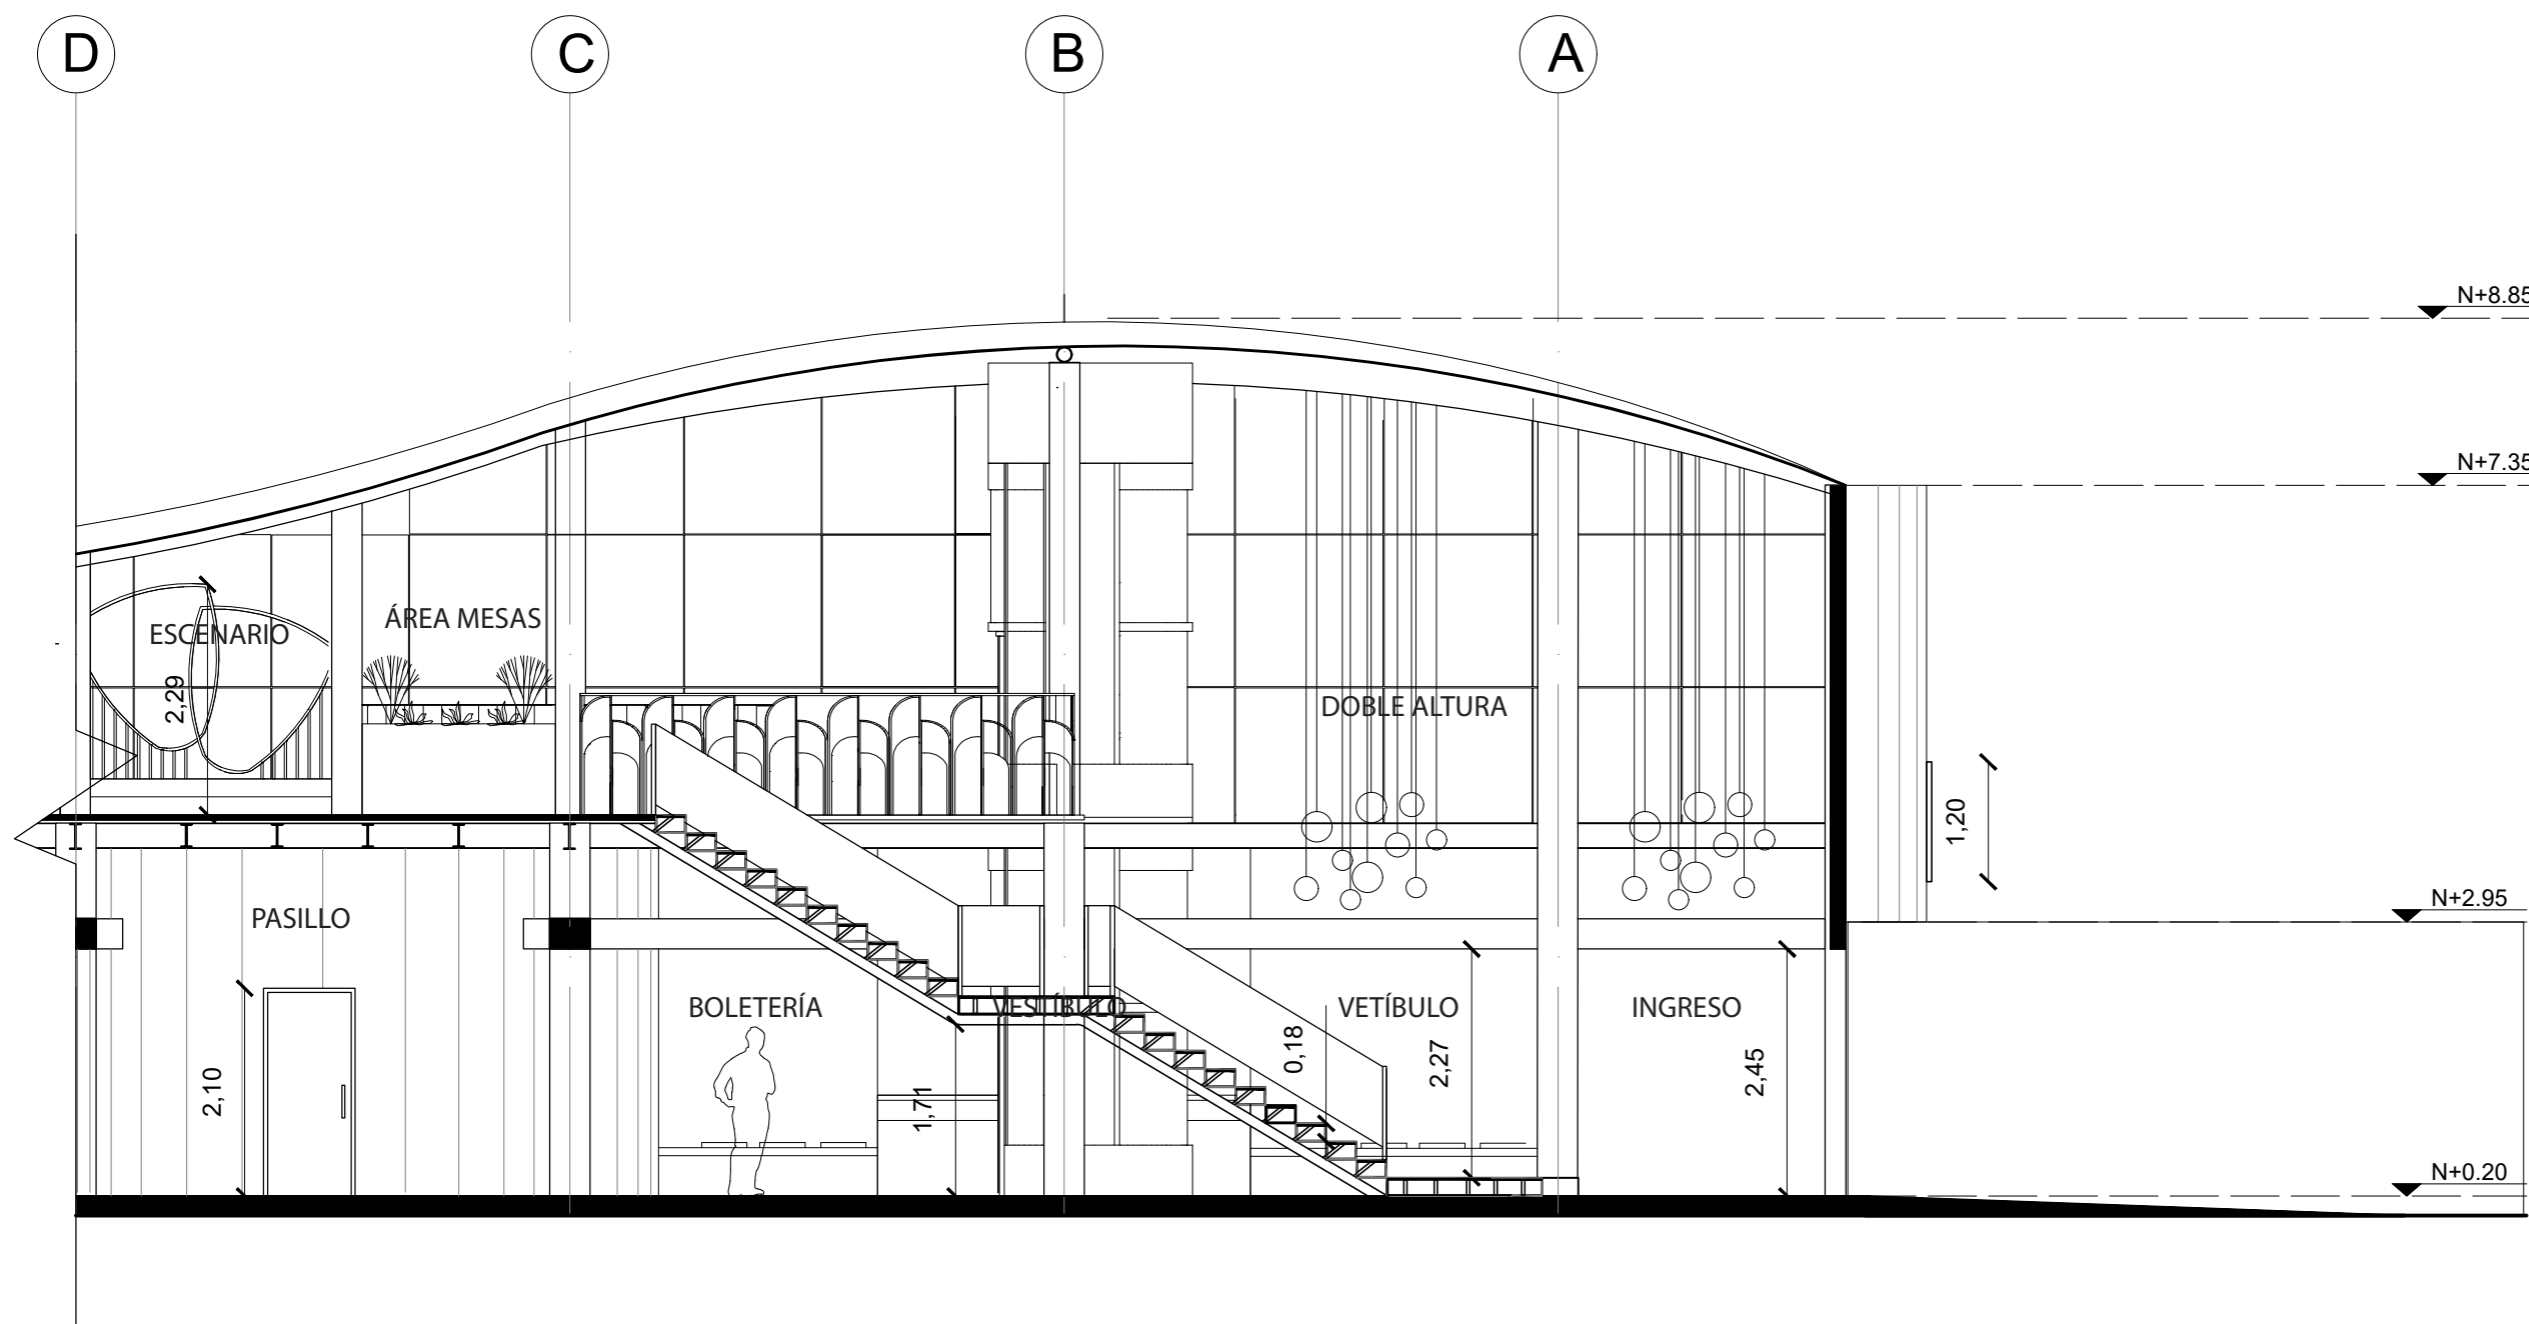 D
C
B
A
N+8.85
N+7.35
ESCENARIO
ÁREA MESAS
2,29
DOBLE ALTURA
1,20
N+2.95
PASILLO
BOLETERÍA
VESTÍBULO
VETÍBULO
INGRESO
0,18
2,27
2,45
2,10
1,71
N+0.20